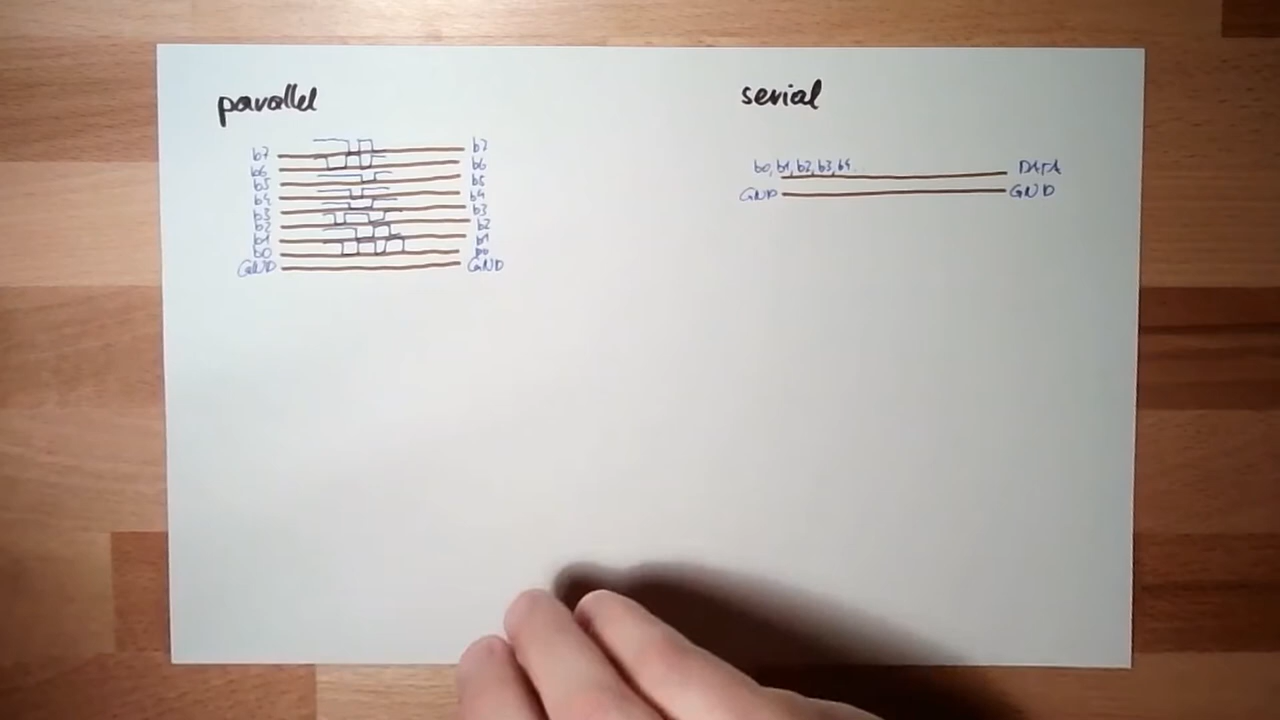 parallel
serial
b7 b7
b6 b6
b5 b5
b4 b4
b3 b3
b2 b2
b1 b1
b0 b0
GND GND
b0, b1, b2, b3, b4. DATA
GND GND